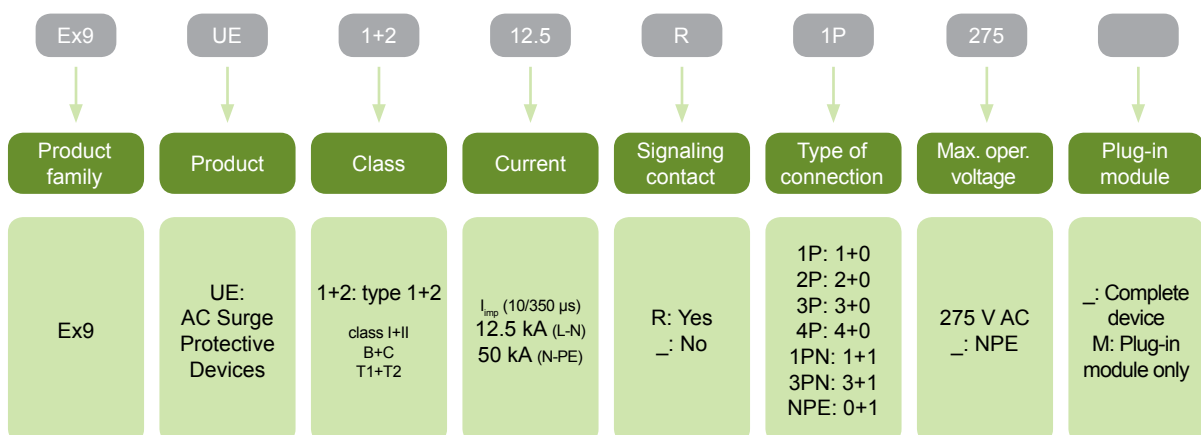 Ex9
UE
1+2
12.5
R
1P
275
Product
family
Product
Class
Current
Signaling
contact
Type of
connection
Max. oper.
voltage
Plug-in
module
Ex9
UE:
AC Surge
Protective
Devices
1+2: type 1+2
class I+II
B+C
T1+T2
Iimp (10/350 µs)
12.5 kA (L-N)
50 kA (N-PE)
R: Yes
_: No
1P: 1+0
2P: 2+0
3P: 3+0
4P: 4+0
1PN: 1+1
3PN: 3+1
NPE: 0+1
275 V AC
_: NPE
_: Complete
device
M: Plug-in
module only